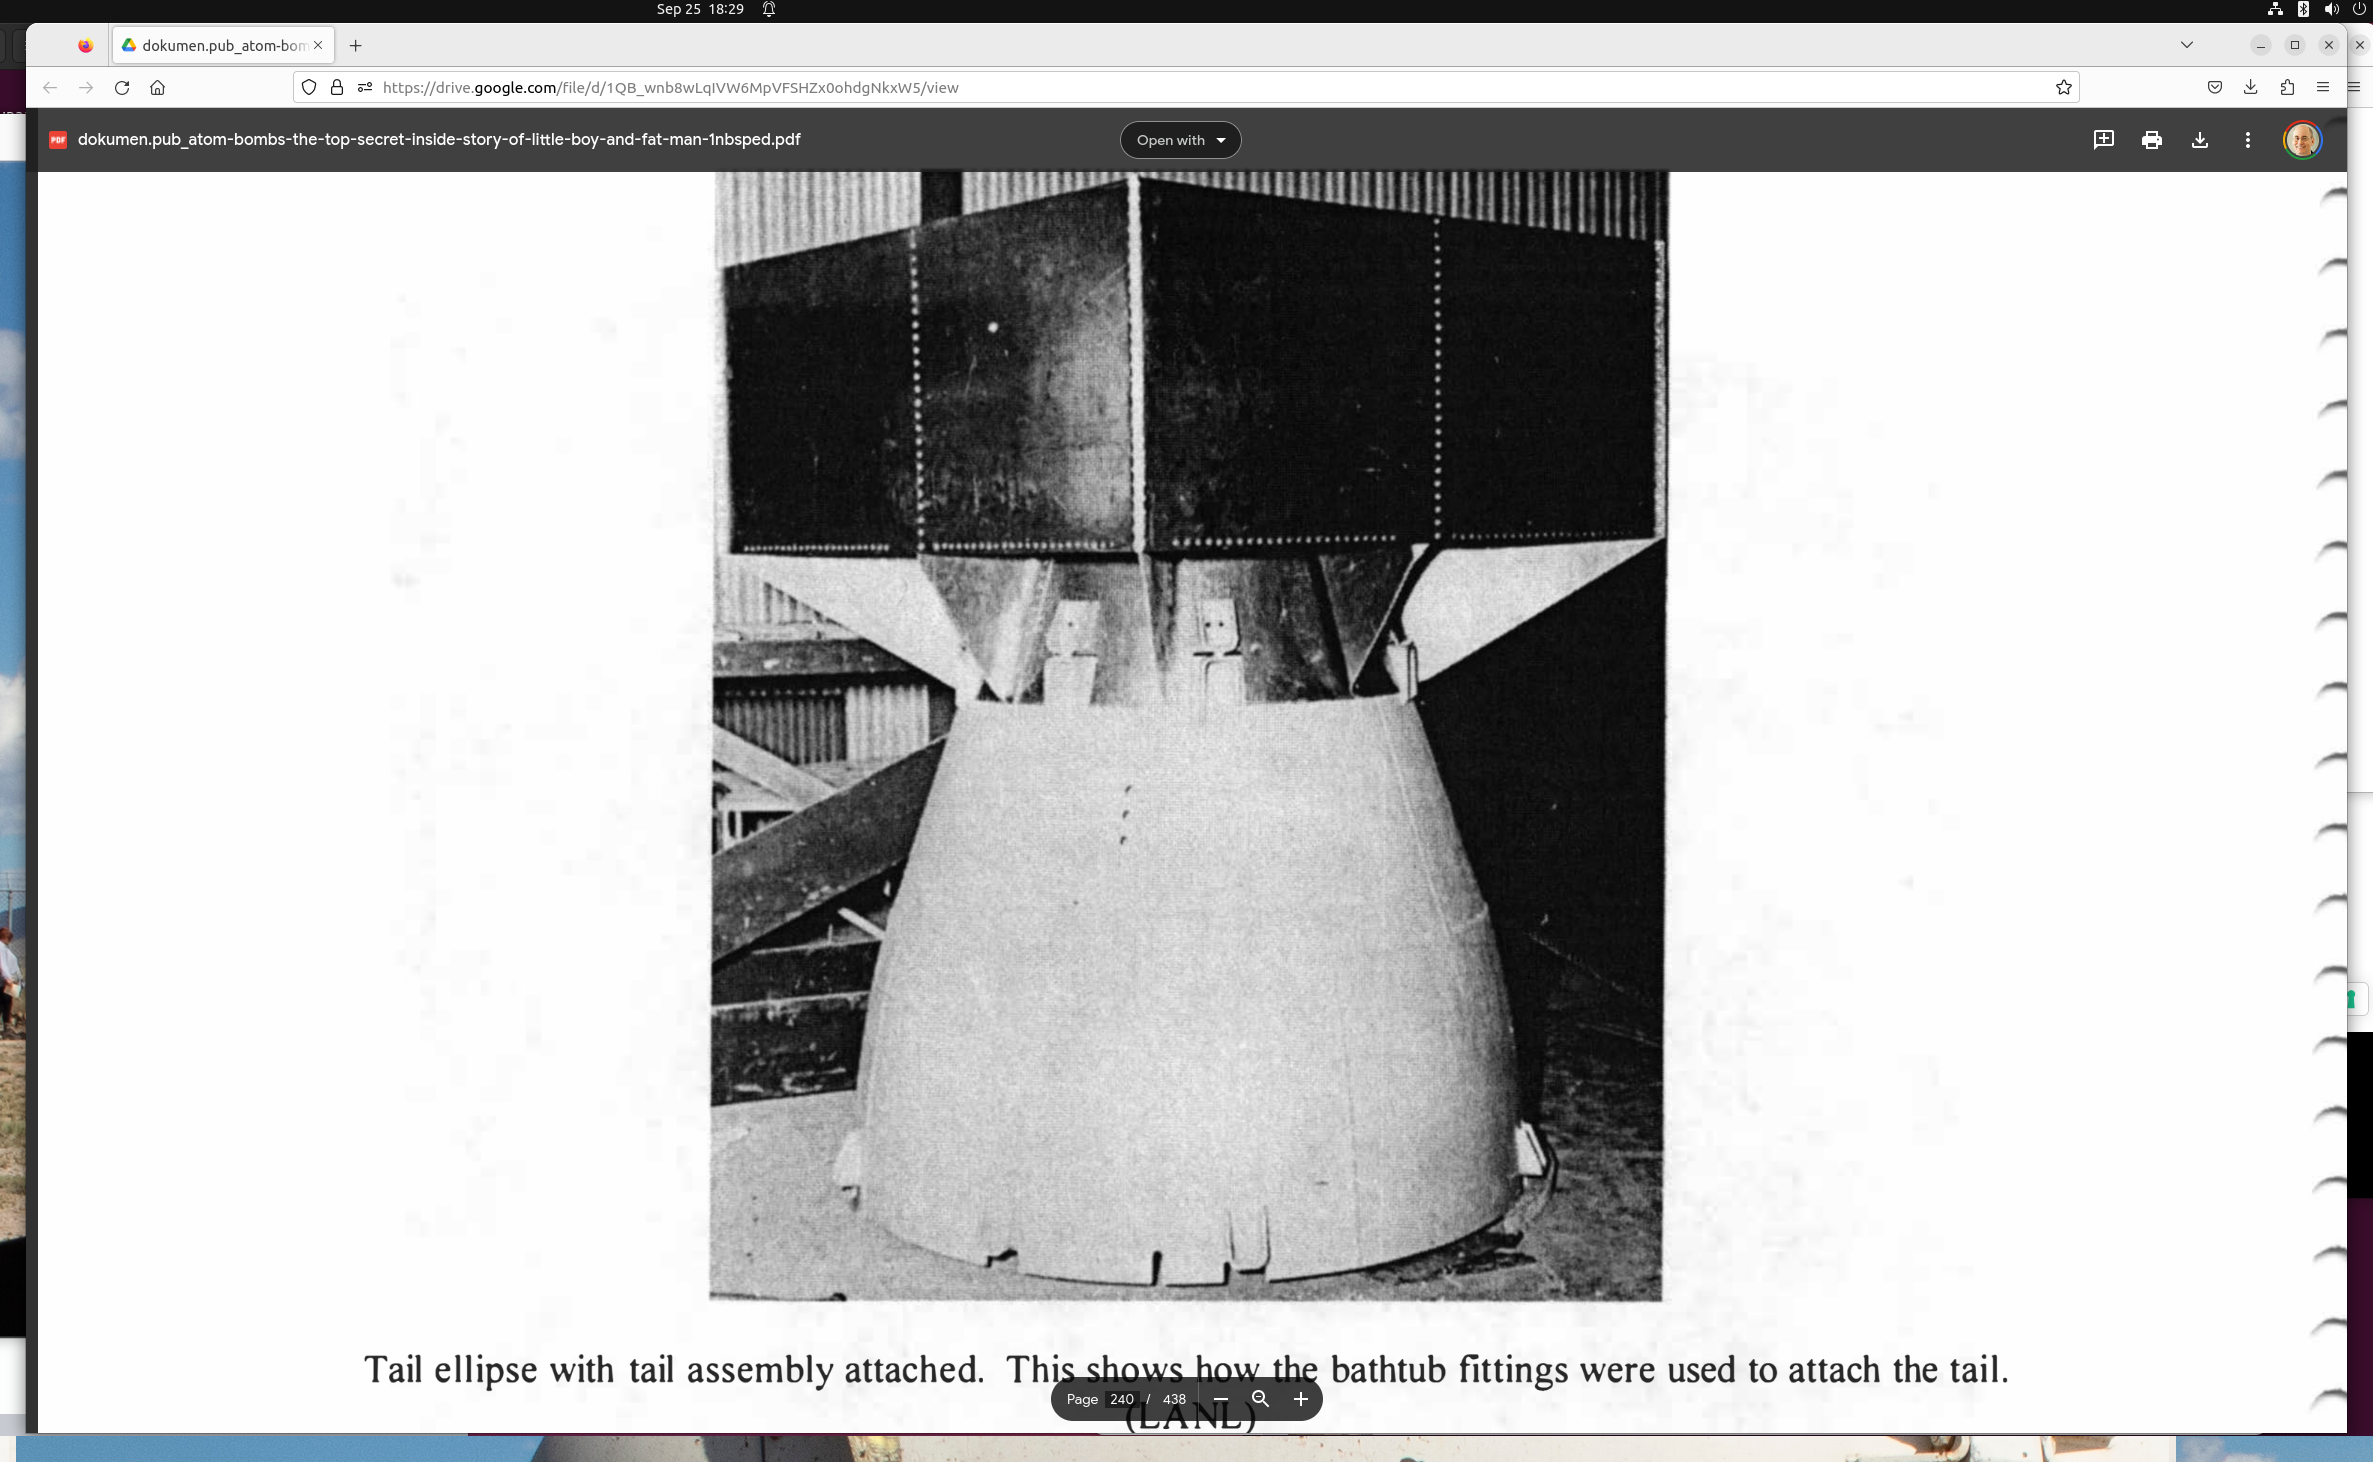 Sep 25 18:29
dokumen.pub_atom-bom
https://drive.google.com/file/d/1QB_wnb8wLqIVW6MpVFSHZx0ohdgNkxW5/view
PDF dokumen.pub_atom-bombs-the-top-secret-inside-story-of-little-boy-and-fat-man-1nbsped.pdf
Open with
Tail ellipse with tail assembly attached. This shows how the bathtub fittings were used to attach the tail.
Page 240 / 438
(LANL)